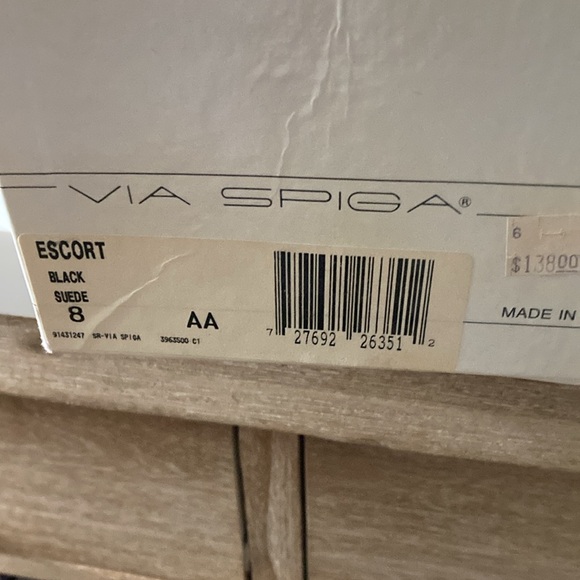 VIA SPIGA®
6
$138.00
MADE IN
ESCORT
BLACK
SUEDE
8 AA
91431247 SR-VIA SPIGA 3963500 C1
7 27692 26351 2